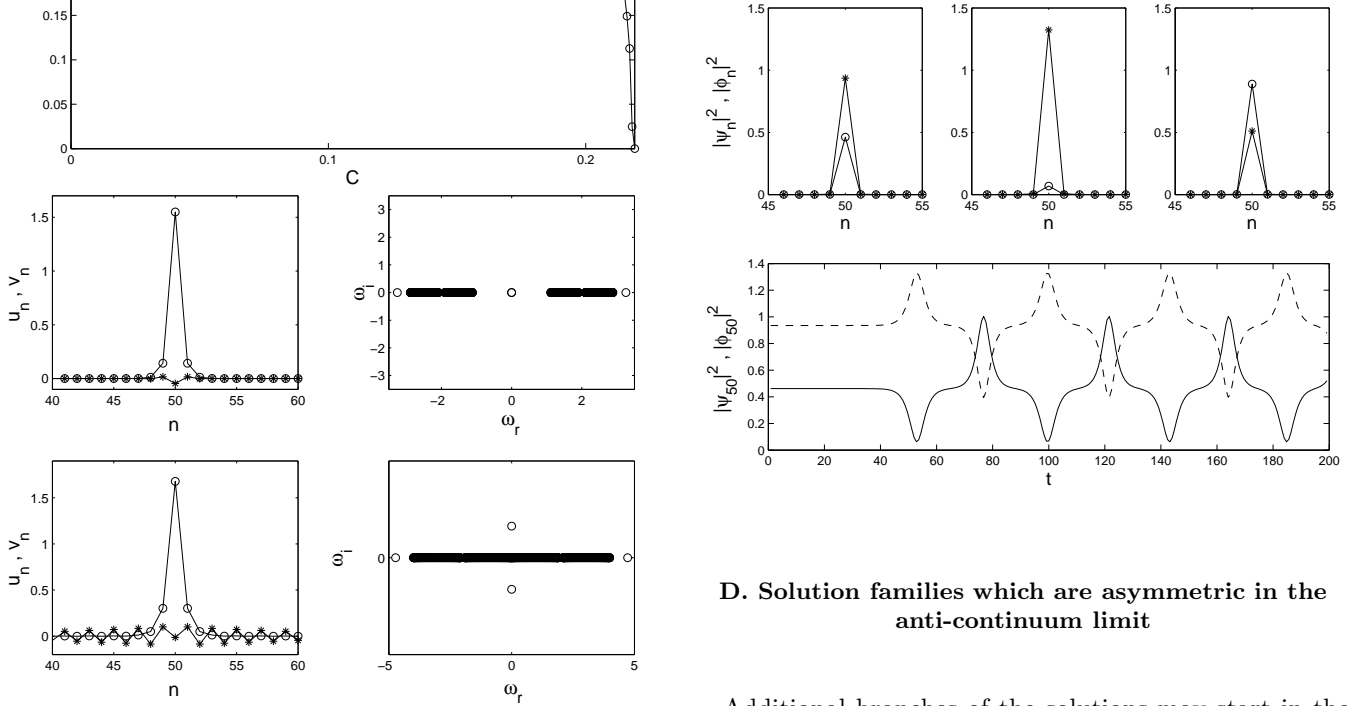 0.15
0.1
0.05
0
0 0.1 0.2
C
1.5
1
0.5
0
u_n , v_n
40 45 50 55 60
n
3
2
1
0
−1
−2
−3
ω_i
−2 0 2
ω_r
1.5
1
0.5
0
u_n , v_n
40 45 50 55 60
n
0
ω_i
−5 0 5
ω_r
1.5
1
0.5
0
|ψ_n|^2 , |ϕ_n|^2
45 50 55
n
1.5
1
0.5
0
45 50 55
n
1.5
1
0.5
0
45 50 55
n
1.4
1.2
1
0.8
0.6
0.4
0.2
0
|ψ_50|^2 , |ϕ_50|^2
0 20 40 60 80 100 120 140 160 180 200
t
D. Solution families which are asymmetric in the
anti-continuum limit
Additional branches of the solutions may start in the